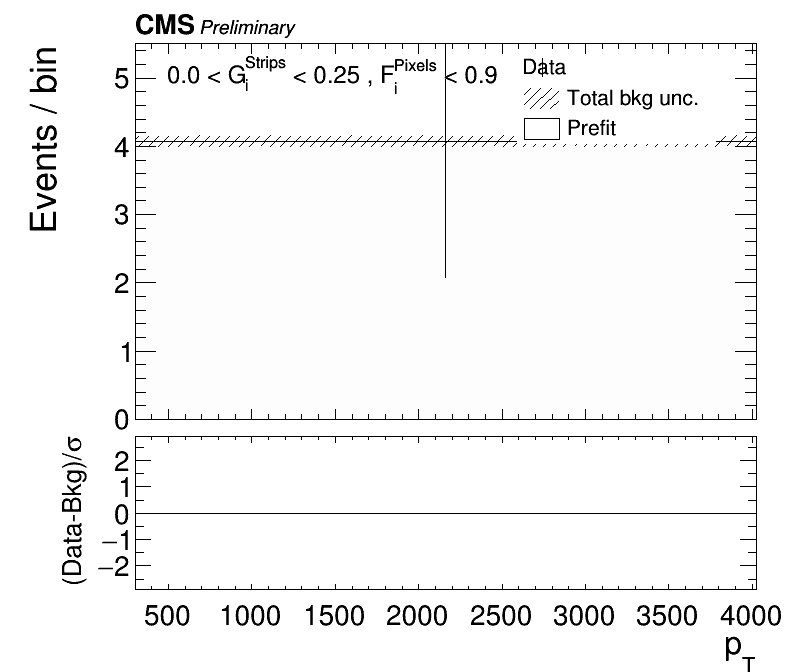 CMS Preliminary
0.0 < G_i^Strips < 0.25 , F_i^Pixels < 0.9
Data
Total bkg unc.
Prefit
Events / bin
5
4
3
2
1
0
(Data-Bkg)/σ
2
1
0
−1
−2
500 1000 1500 2000 2500 3000 3500 4000
p_T